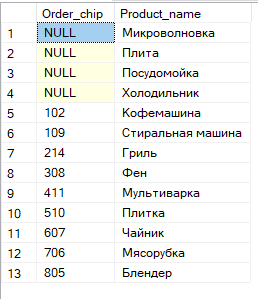 Order_chip Product_name
1 NULL Микроволновка
2 NULL Плита
3 NULL Посудомойка
4 NULL Холодильник
5 102 Кофемашина
6 109 Стиральная машина
7 214 Гриль
8 308 Фен
9 411 Мультиварка
10 510 Плитка
11 607 Чайник
12 706 Мясорубка
13 805 Блендер